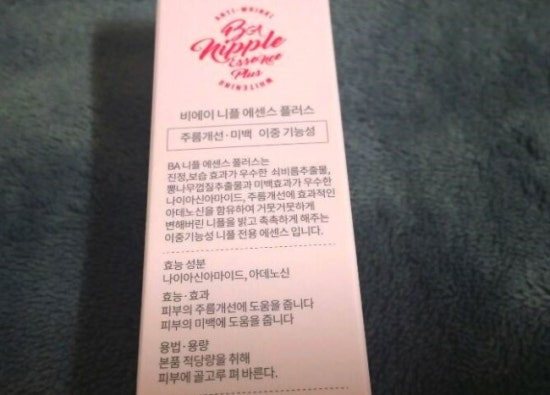 ANTI-WRINKL
BA
Nipple
Essence
Plus
WHITENING
비에이 니플 에센스 플러스
주름개선·미백 이중 기능성
BA 니플 에센스 플러스는
진정,보습 효과가 우수한 쇠비름추출물,
뽕나무껍질추출물과 미백효과가 우수한
나이아신아마이드, 주름개선에 효과적인
아데노신을 함유하여 거뭇거뭇하게
변해버린 니플을 밝고 촉촉하게 해주는
이중기능성 니플 전용 에센스 입니다.
효능 성분
나이아신아마이드, 아데노신
효능·효과
피부의 주름개선에 도움을 줍니다
피부의 미백에 도움을 줍니다
용법·용량
본품 적당량을 취해
피부에 골고루 펴 바른다.